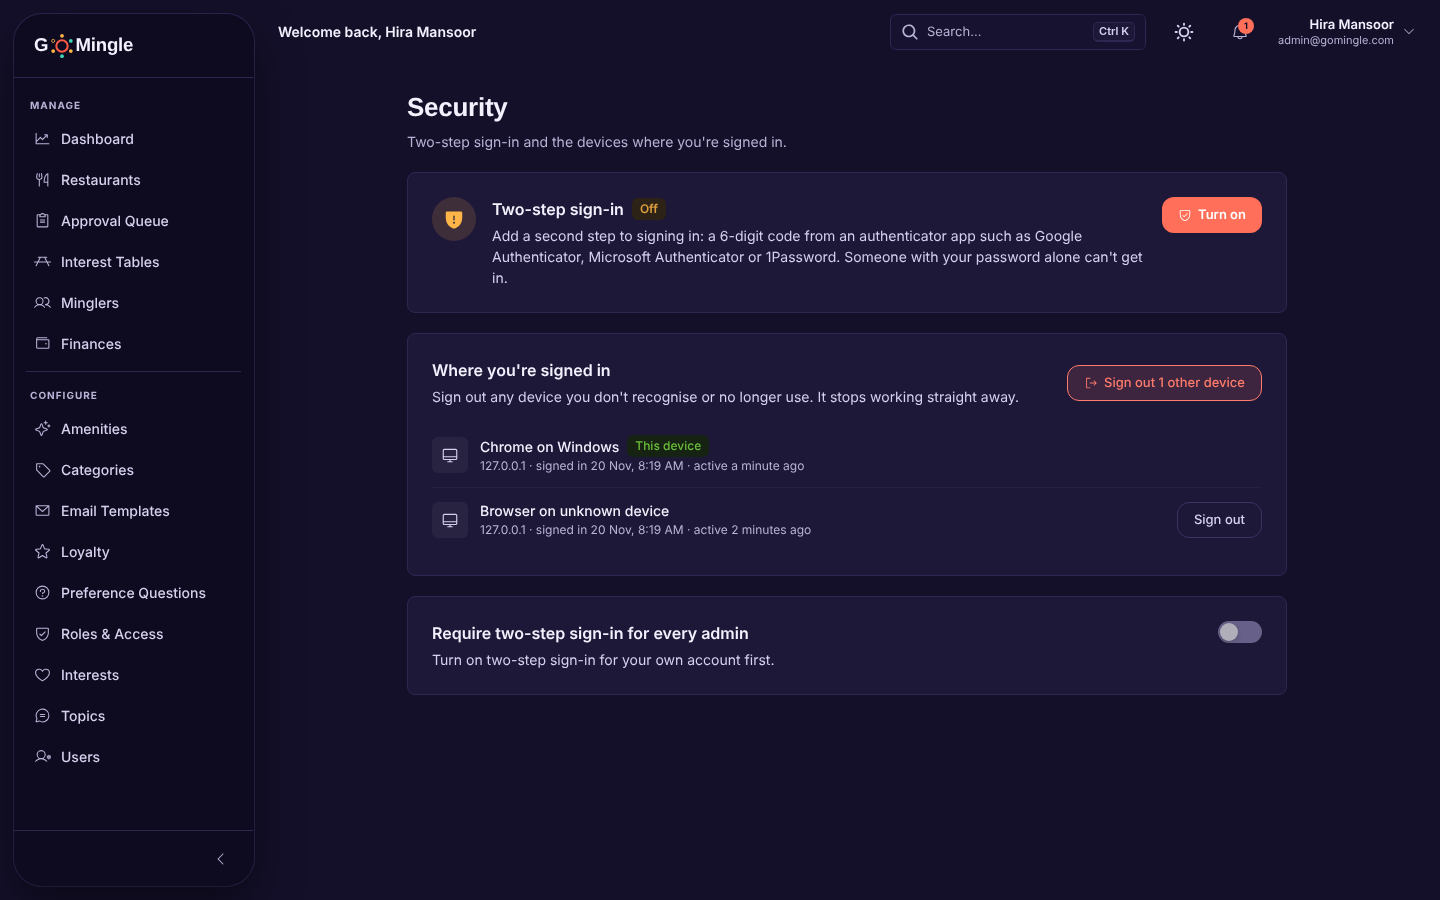 GoMingle
Welcome back, Hira Mansoor
Search...
Ctrl K
1
Hira Mansoor
admin@gomingle.com
MANAGE
Dashboard
Restaurants
Approval Queue
Interest Tables
Minglers
Finances
CONFIGURE
Amenities
Categories
Email Templates
Loyalty
Preference Questions
Roles & Access
Interests
Topics
Users
Security
Two-step sign-in and the devices where you're signed in.
Two-step sign-in Off
Add a second step to signing in: a 6-digit code from an authenticator app such as Google
Authenticator, Microsoft Authenticator or 1Password. Someone with your password alone can't get
in.
Turn on
Where you're signed in
Sign out any device you don't recognise or no longer use. It stops working straight away.
Sign out 1 other device
Chrome on Windows This device
127.0.0.1 · signed in 20 Nov, 8:19 AM · active a minute ago
Browser on unknown device
127.0.0.1 · signed in 20 Nov, 8:19 AM · active 2 minutes ago
Sign out
Require two-step sign-in for every admin
Turn on two-step sign-in for your own account first.